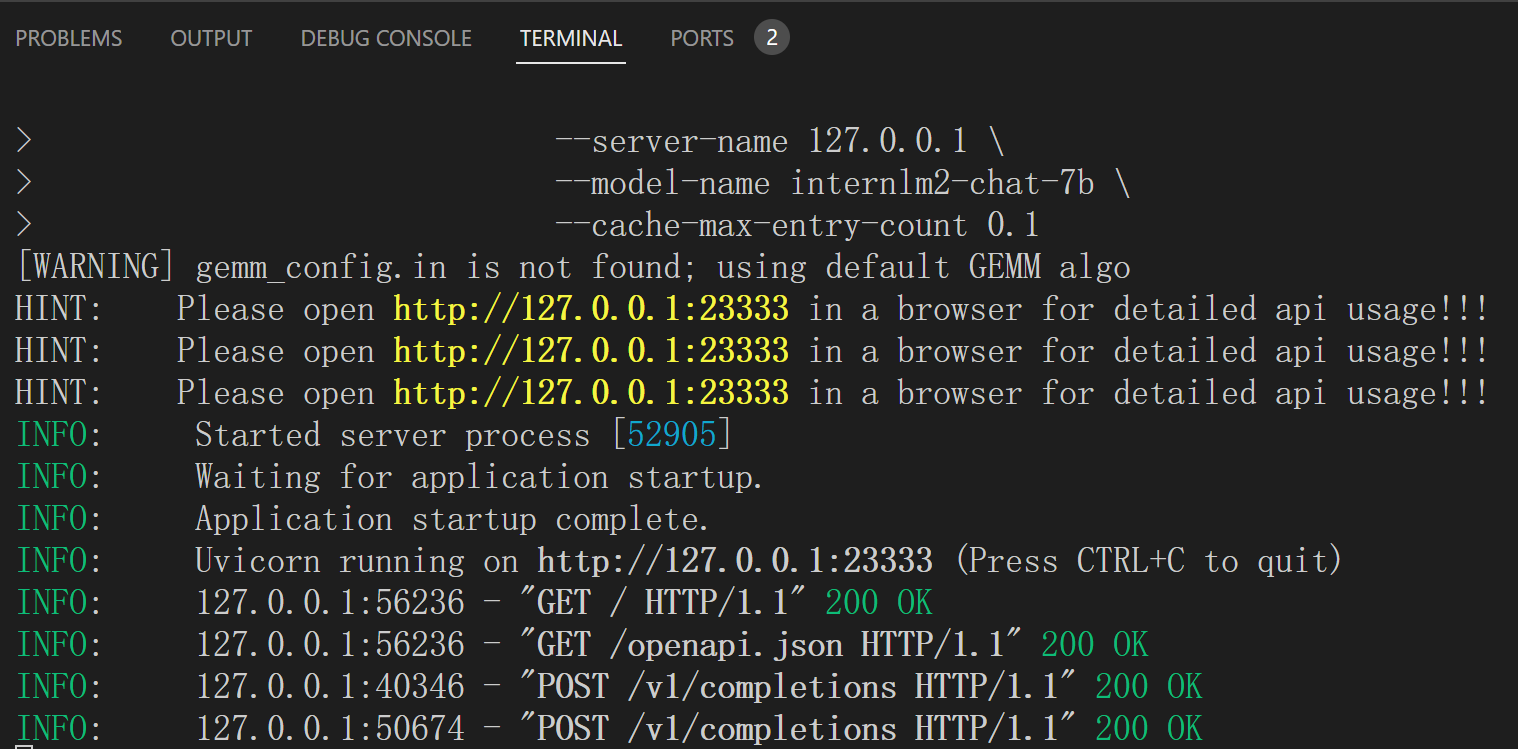 PROBLEMS OUTPUT DEBUG CONSOLE TERMINAL PORTS 2
> --server-name 127.0.0.1 \
> --model-name internlm2-chat-7b \
> --cache-max-entry-count 0.1
[WARNING] gemm_config.in is not found; using default GEMM algo
HINT: Please open http://127.0.0.1:23333 in a browser for detailed api usage!!!
HINT: Please open http://127.0.0.1:23333 in a browser for detailed api usage!!!
HINT: Please open http://127.0.0.1:23333 in a browser for detailed api usage!!!
INFO: Started server process [52905]
INFO: Waiting for application startup.
INFO: Application startup complete.
INFO: Uvicorn running on http://127.0.0.1:23333 (Press CTRL+C to quit)
INFO: 127.0.0.1:56236 - "GET / HTTP/1.1" 200 OK
INFO: 127.0.0.1:56236 - "GET /openapi.json HTTP/1.1" 200 OK
INFO: 127.0.0.1:40346 - "POST /v1/completions HTTP/1.1" 200 OK
INFO: 127.0.0.1:50674 - "POST /v1/completions HTTP/1.1" 200 OK